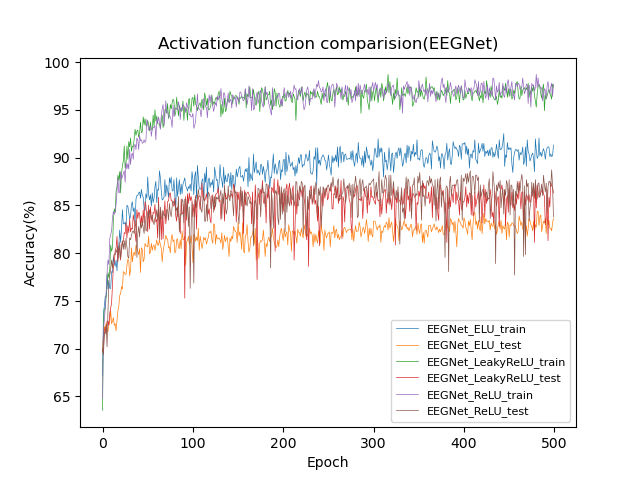 Activation function comparision(EEGNet)
100
95
90
85
80
75
70
65
Accuracy(%)
0
100
200
300
400
500
Epoch
EEGNet_ELU_train
EEGNet_ELU_test
EEGNet_LeakyReLU_train
EEGNet_LeakyReLU_test
EEGNet_ReLU_train
EEGNet_ReLU_test